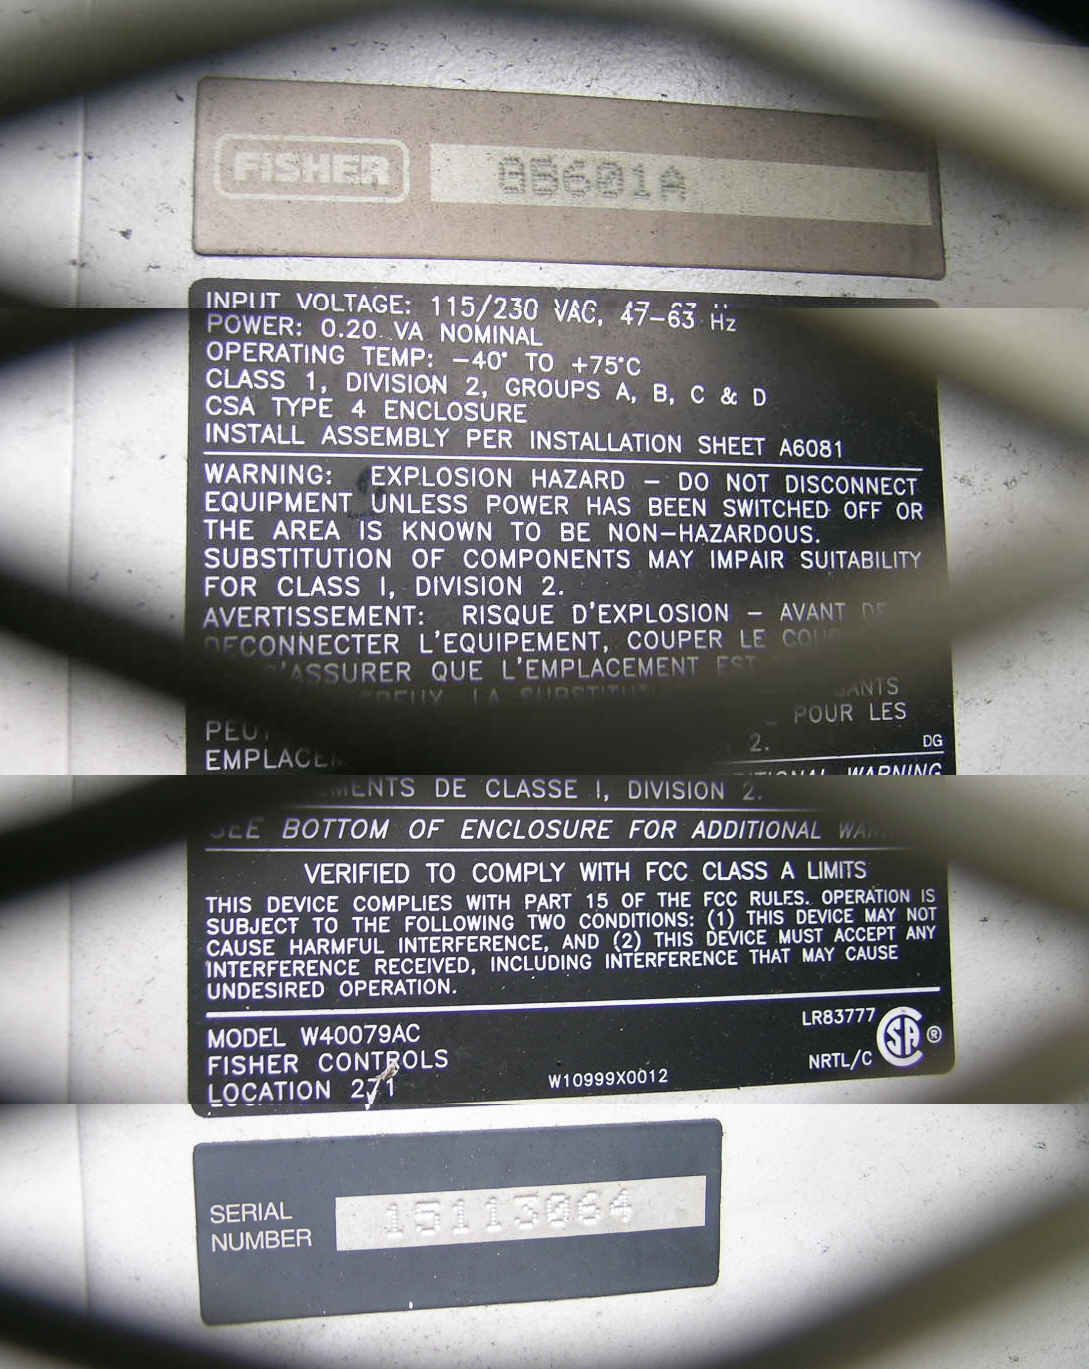 FISHER
INPUT VOLTAGE: 115/230 VAC, 47-63 Hz
POWER: 0.20 VA NOMINAL
OPERATING TEMP: -40° TO +75°C
CLASS 1, DIVISION 2, GROUPS A, B, C & D
CSA TYPE 4 ENCLOSURE
INSTALL ASSEMBLY PER INSTALLATION SHEET A6081
WARNING: EXPLOSION HAZARD - DO NOT DISCONNECT
EQUIPMENT UNLESS POWER HAS BEEN SWITCHED OFF OR
THE AREA IS KNOWN TO BE NON-HAZARDOUS.
SUBSTITUTION OF COMPONENTS MAY IMPAIR SUITABILITY
FOR CLASS I, DIVISION 2.
AVERTISSEMENT: RISQUE D'EXPLOSION - AVANT DE
DECONNECTER L'EQUIPEMENT, COUPER LE
S'ASSURER QUE L'EMPLACEMENT EST
LA
POUR LES
2. DG
DE CLASSE I, DIVISION 2.
SEE BOTTOM OF ENCLOSURE FOR ADDITIONAL
VERIFIED TO COMPLY WITH FCC CLASS A LIMITS
THIS DEVICE COMPLIES WITH PART 15 OF THE FCC RULES. OPERATION IS
SUBJECT TO THE FOLLOWING TWO CONDITIONS: (1) THIS DEVICE MAY NOT
CAUSE HARMFUL INTERFERENCE, AND (2) THIS DEVICE MUST ACCEPT ANY
INTERFERENCE RECEIVED, INCLUDING INTERFERENCE THAT MAY CAUSE
UNDESIRED OPERATION.
MODEL W40079AC
FISHER CONTROLS
LOCATION 271
W10999X0012
LR83777
NRTL/C
SA ®
SERIAL
NUMBER
15113064